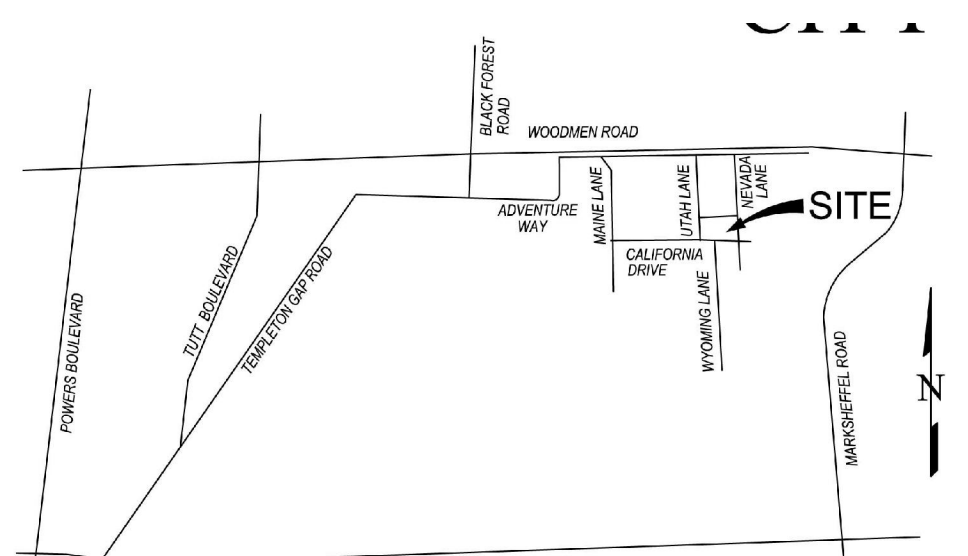 BLACK FOREST
ROAD
WOODMEN ROAD
ADVENTURE
WAY
MAINE LANE
UTAH LANE
NEVADA
LANE
SITE
CALIFORNIA
DRIVE
WYOMING LANE
TUTT BOULEVARD
TEMPLETON GAP ROAD
POWERS BOULEVARD
MARKSHEFFEL ROAD
N